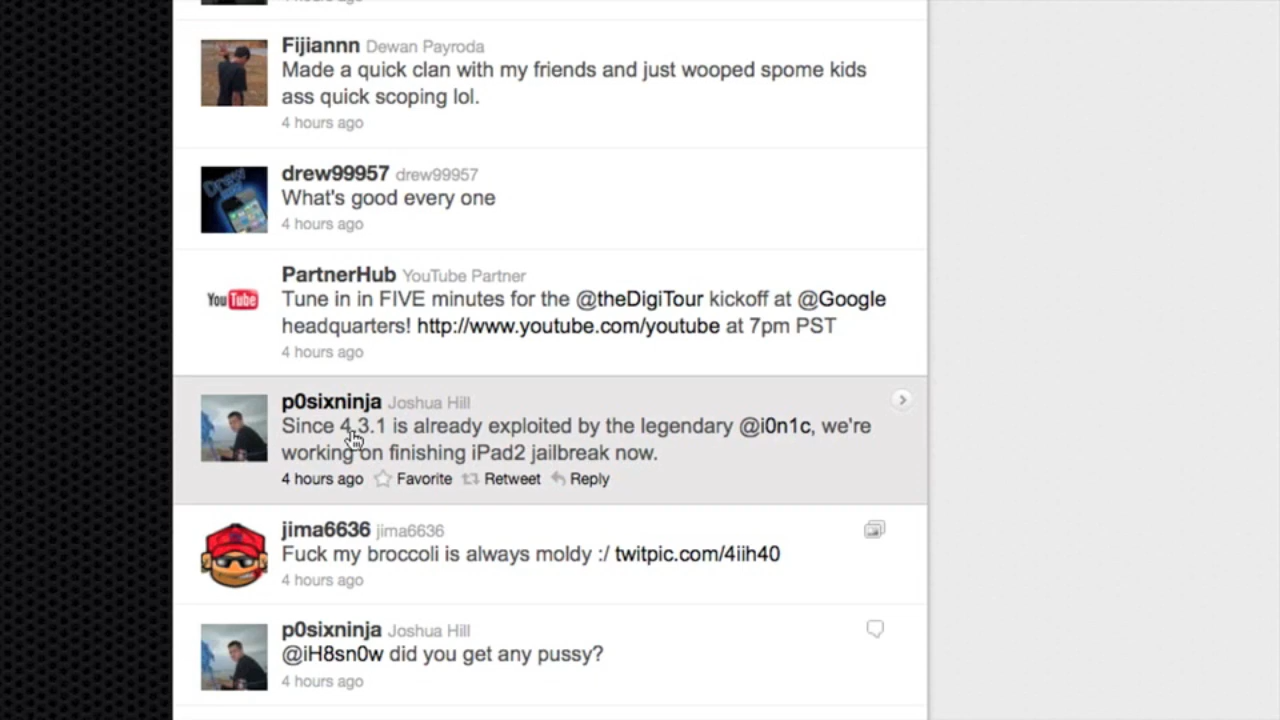 4 hours ago
Fijiannn Dewan Payroda
Made a quick clan with my friends and just wooped spome kids
ass quick scoping lol.
4 hours ago
drew99957 drew99957
What's good every one
4 hours ago
PartnerHub YouTube Partner
You Tube
Tune in in FIVE minutes for the @theDigiTour kickoff at @Google
headquarters! http://www.youtube.com/youtube at 7pm PST
4 hours ago
p0sixninja Joshua Hill
Since 4.3.1 is already exploited by the legendary @i0n1c, we're
working on finishing iPad2 jailbreak now.
4 hours ago Favorite Retweet Reply
jima6636 jima6636
Fuck my broccoli is always moldy :/ twitpic.com/4iih40
4 hours ago
p0sixninja Joshua Hill
@iH8sn0w did you get any pussy?
4 hours ago